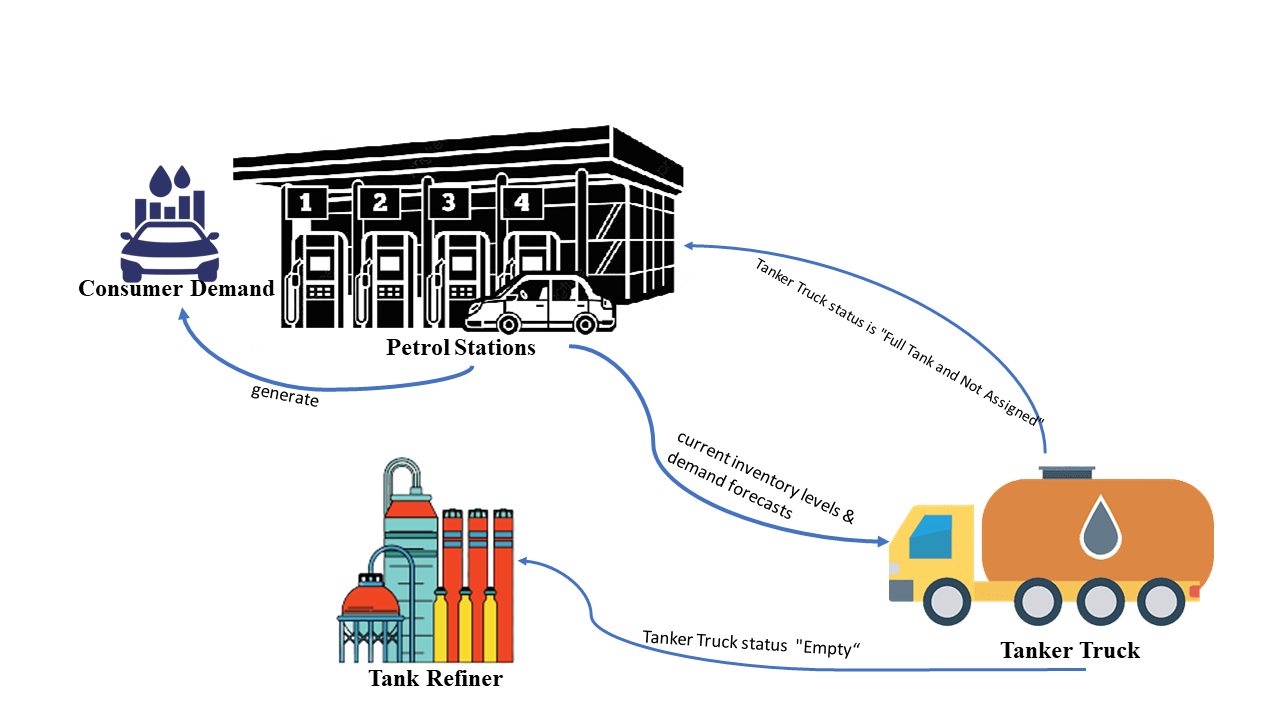 1 2 3 4
Consumer Demand
Petrol Stations
generate
Tanker Truck status is "Full Tank and Not Assigned"
current inventory levels &
demand forecasts
Tanker Truck status "Empty“
Tanker Truck
Tank Refiner